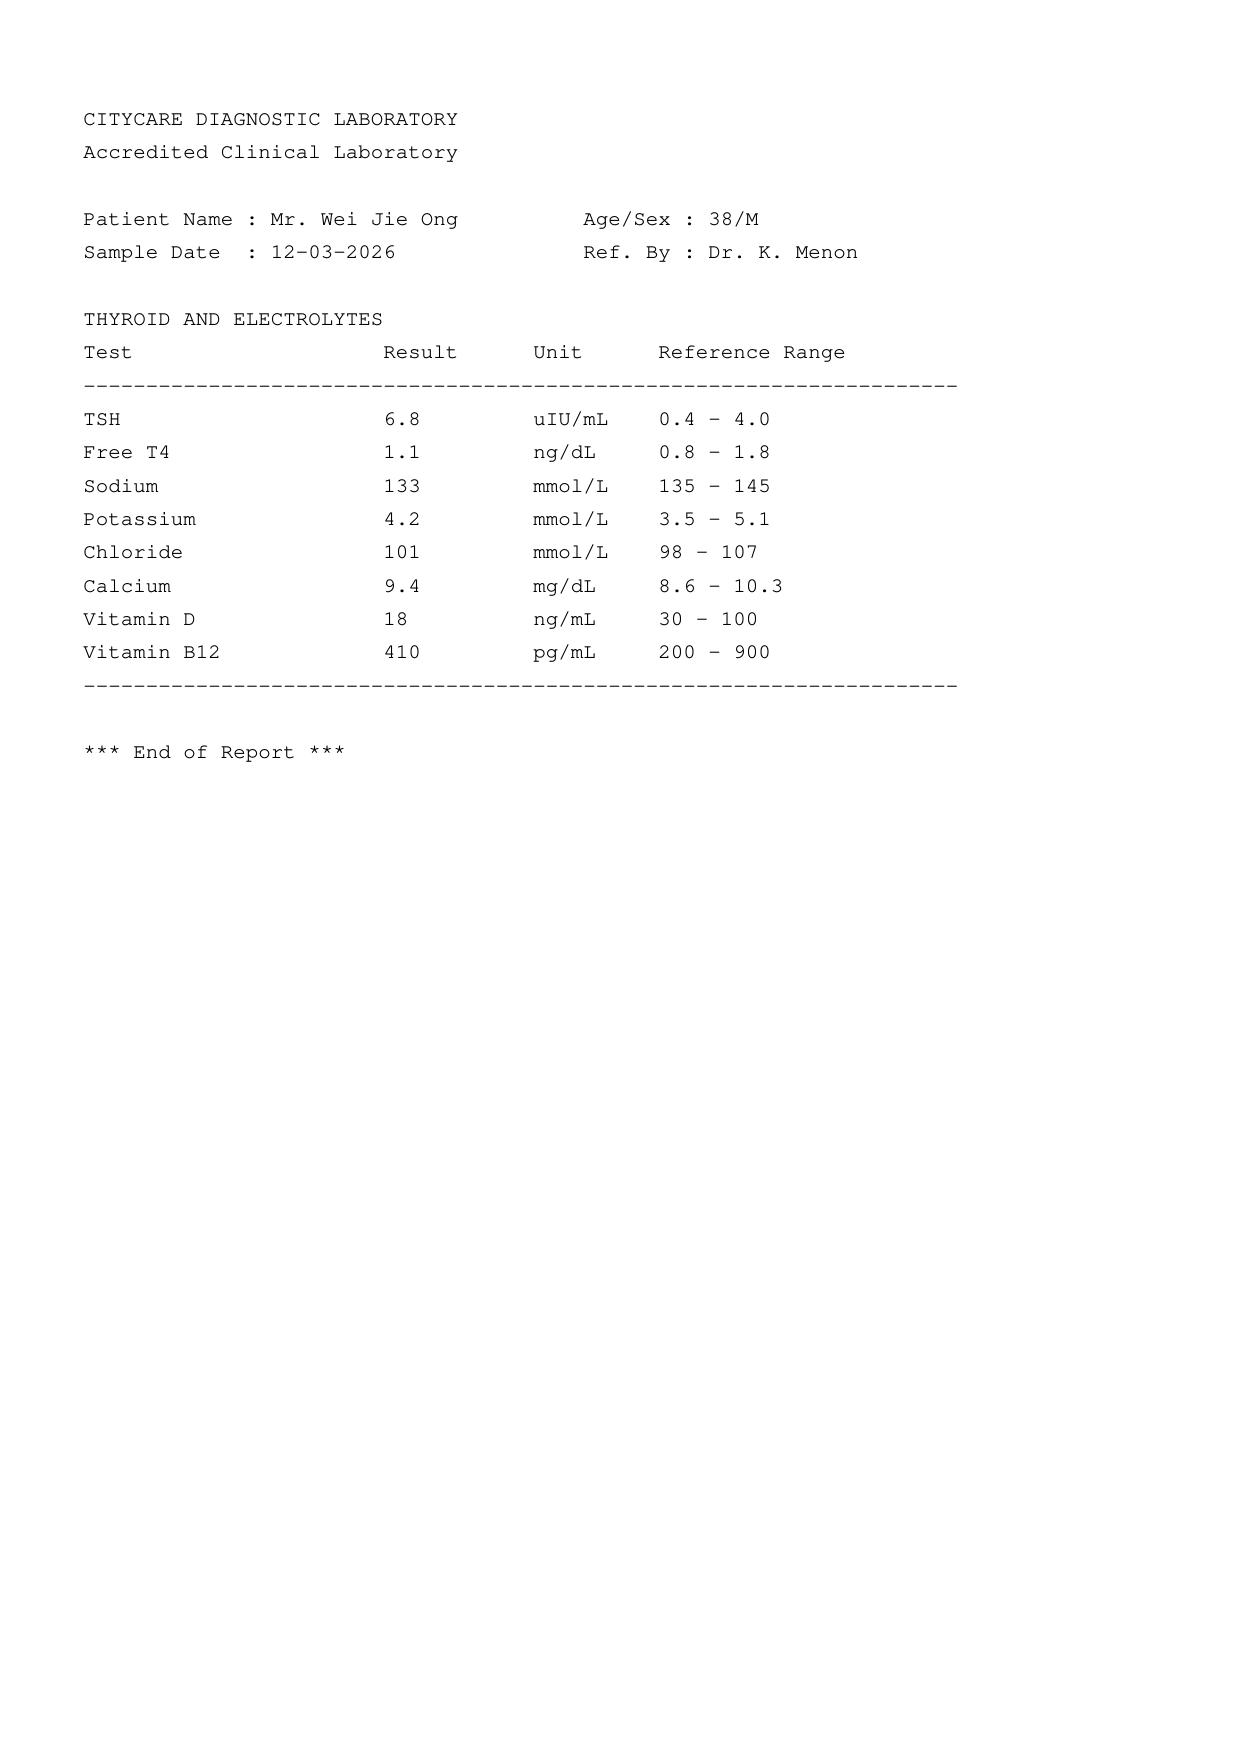 CITYCARE DIAGNOSTIC LABORATORY
Accredited Clinical Laboratory
Patient Name : Mr. Wei Jie Ong          Age/Sex : 38/M
Sample Date  : 12-03-2026               Ref. By : Dr. K. Menon
THYROID AND ELECTROLYTES
Test                    Result      Unit      Reference Range
----------------------------------------------------------------------
TSH                     6.8         uIU/mL    0.4 - 4.0
Free T4                 1.1         ng/dL     0.8 - 1.8
Sodium                  133         mmol/L    135 - 145
Potassium               4.2         mmol/L    3.5 - 5.1
Chloride                101         mmol/L    98 - 107
Calcium                 9.4         mg/dL     8.6 - 10.3
Vitamin D               18          ng/mL     30 - 100
Vitamin B12             410         pg/mL     200 - 900
----------------------------------------------------------------------
*** End of Report ***